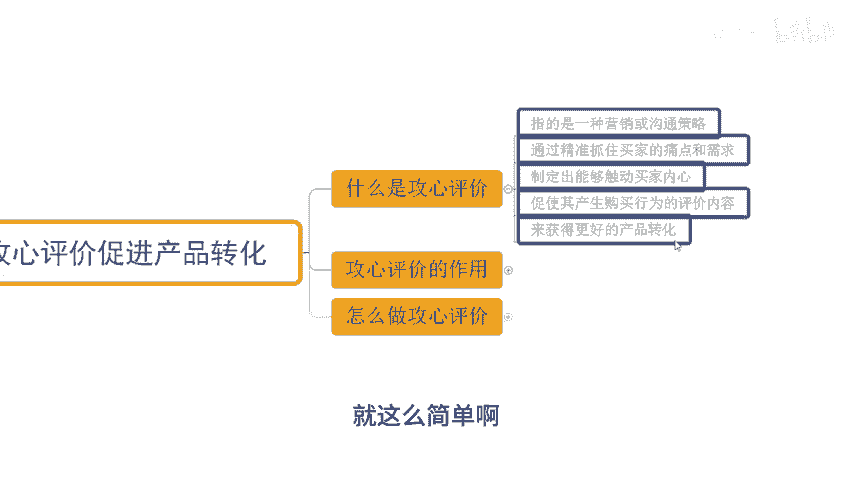 指的是一种营销或沟通策略
通过精准抓住买家的痛点和需求
什么是攻心评价
制定出能够触动买家内心
促使其产生购买行为的评价内容
来获得更好的产品转化
攻心评价促进产品转化
攻心评价的作用
怎么做攻心评价
就这么简单啊